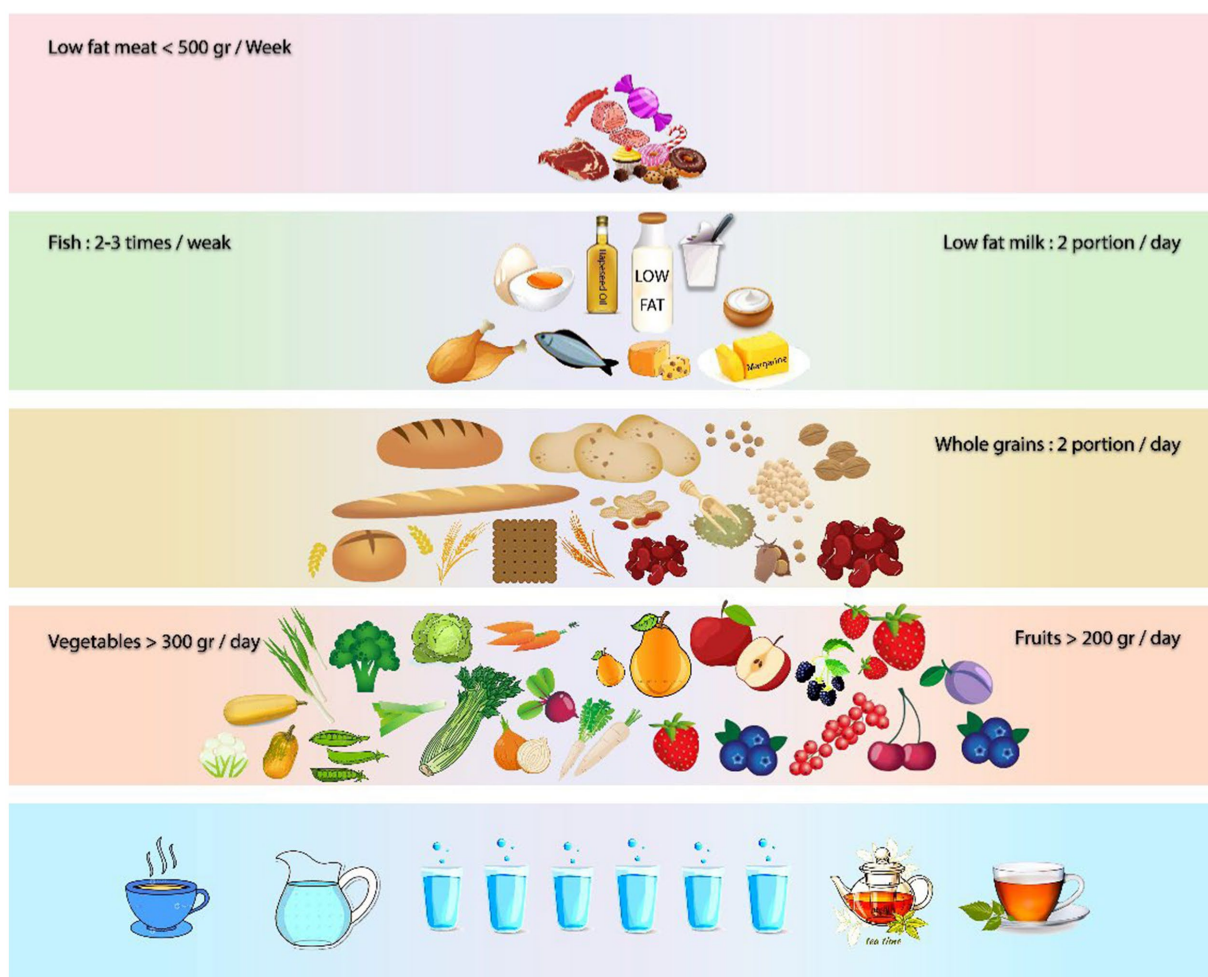 Low fat meat < 500 gr / Week
Fish : 2-3 times / weak
Low fat milk : 2 portion / day
Rapeseed Oil
LOW
FAT
Margarine
Whole grains : 2 portion / day
Vegetables > 300 gr / day
Fruits > 200 gr / day
tea time